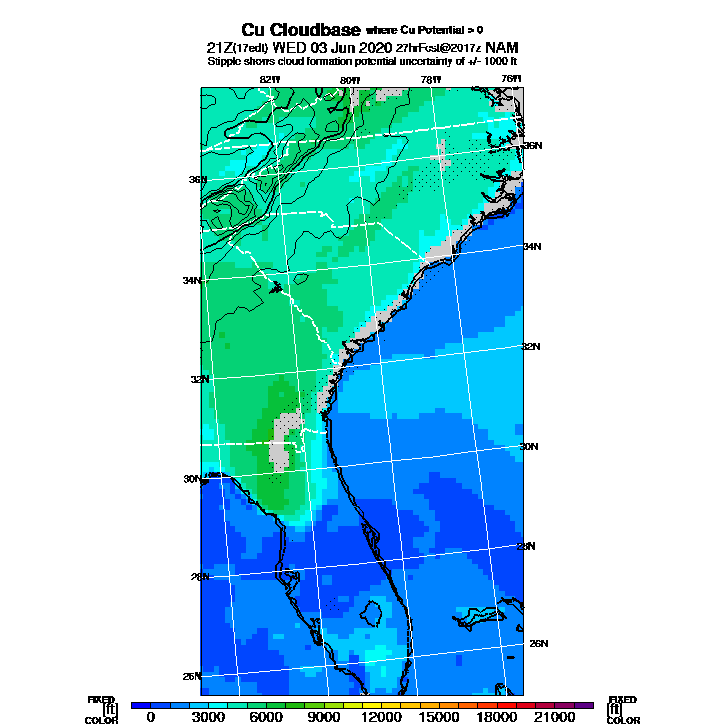 Cu Cloudbase where Cu Potential > 0
21Z(17edt) WED 03 Jun 2020 27hrFcst@2017z NAM
Stipple shows cloud formation potential uncertainty of +/- 1000 ft
82W 80W 78W 76W
36N
36N
34N
34N
32N
32N
30N
30N
28N
28N
26N
26N
FIXED FIXED
[ft] [ft]
COLOR COLOR
0 3000 6000 9000 12000 15000 18000 21000